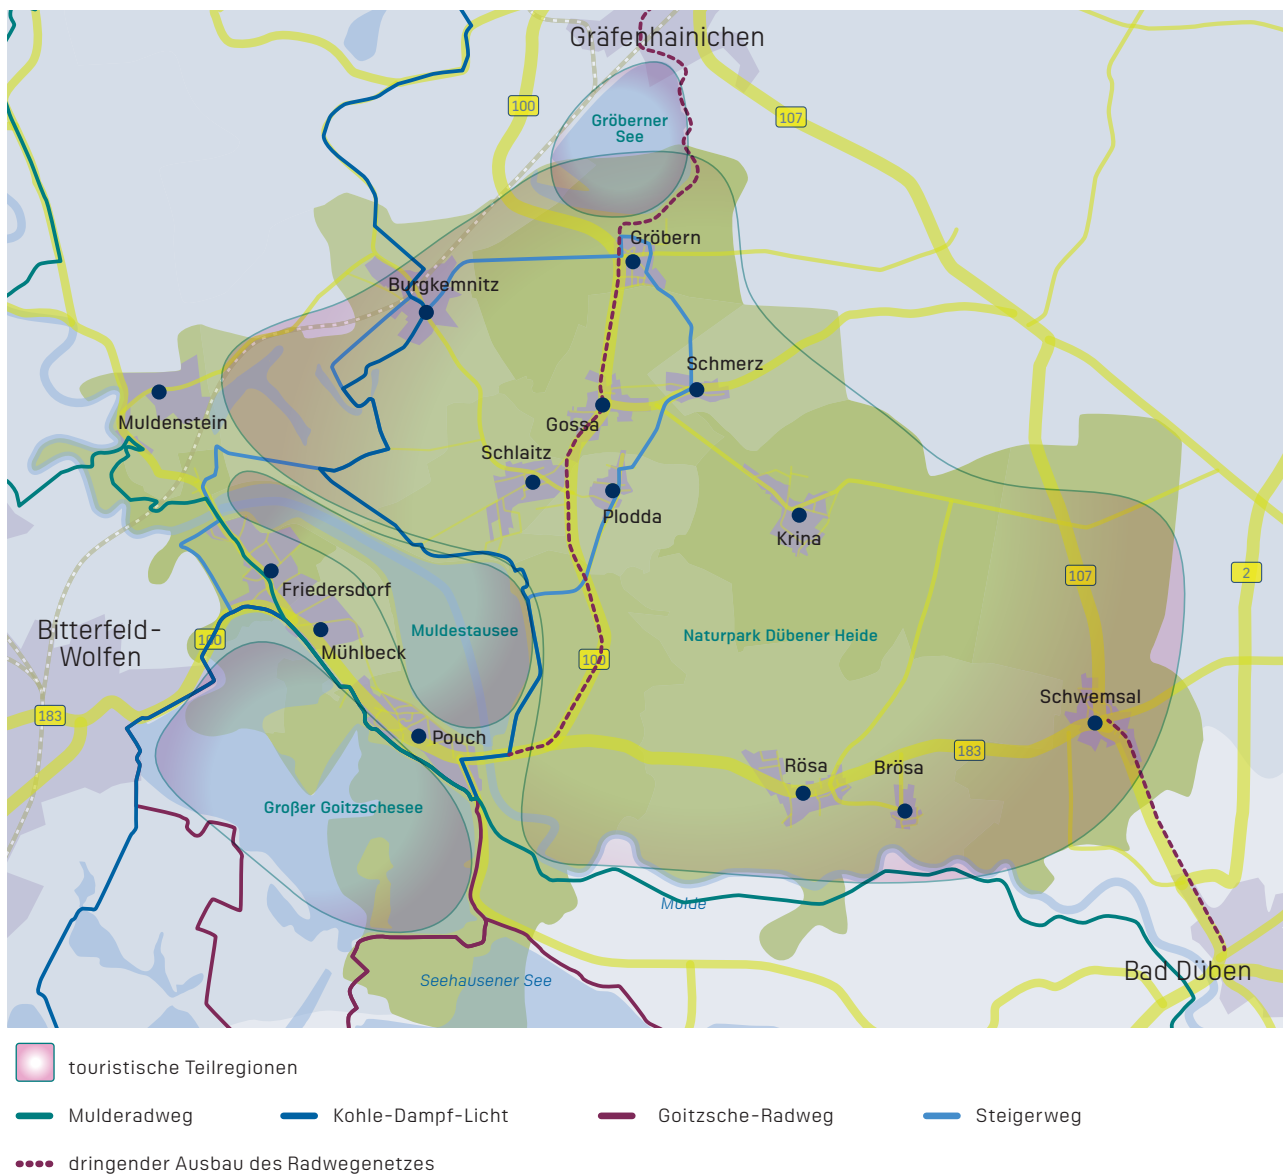 Gräfenhainichen
100
107
Gröberner
See
Gröbern
Burgkemnitz
Schmerz
Muldenstein
Gossa
Schlaitz
Plodda
Krina
107
2
Friedersdorf
Bitterfeld-
Wolfen
100
Muldestausee
Naturpark Dübener Heide
Mühlbeck
100
183
Schwemsal
Pouch
183
Rösa
Brösa
Großer Goitzschesee
Mulde
Seehausener See
Bad Düben
touristische Teilregionen
Mulderadweg
Kohle-Dampf-Licht
Goitzsche-Radweg
Steigerweg
dringender Ausbau des Radwegenetzes